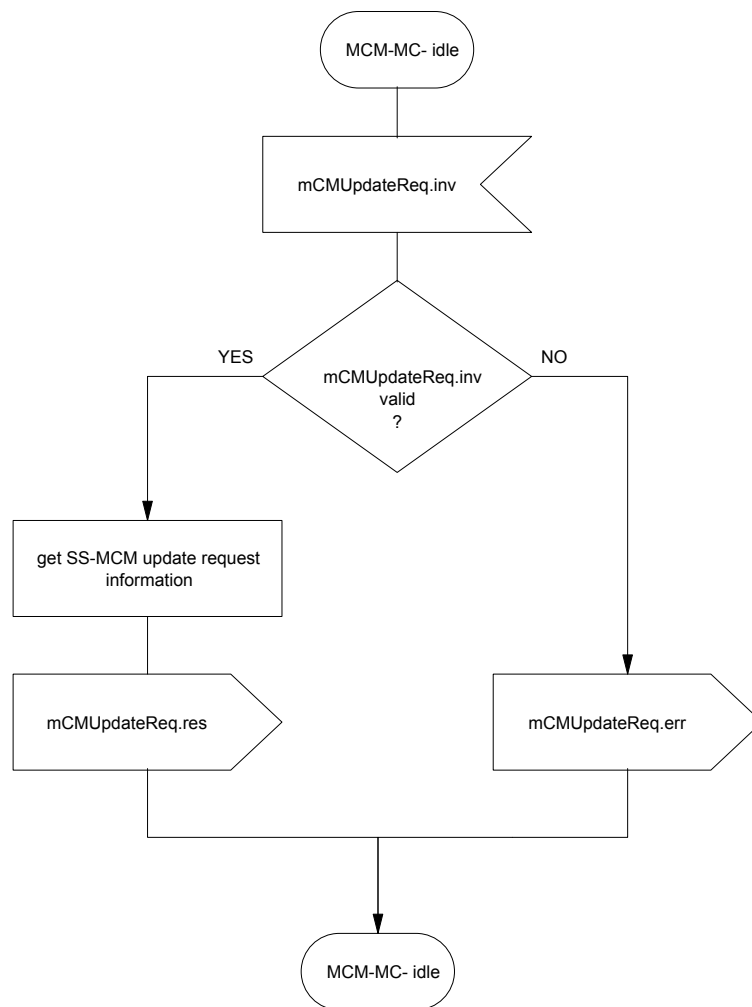 MCM-MC- idle
mCMUpdateReq.inv
YES
NO
mCMUpdateReq.inv
valid
?
get SS-MCM update request
information
mCMUpdateReq.res
mCMUpdateReq.err
MCM-MC- idle